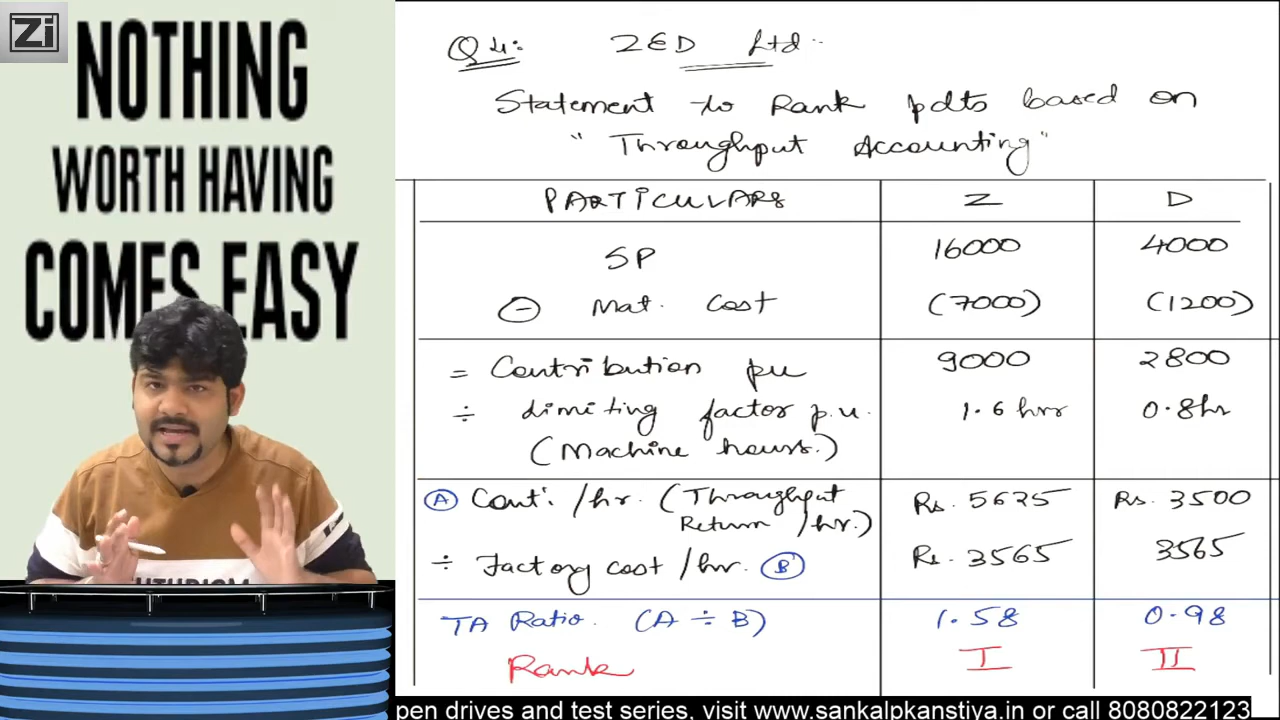 Zi
NOTHING
WORTH HAVING
COMES EASY
Q4: ZED Ltd.
Statement to Rank pdts based on
"Throughput Accounting"
PARTICULARS Z D
SP 16000 4000
(-) Mat. Cost (7000) (1200)
= Contribution pu 9000 2800
÷ Limiting factor p.u. 1.6 hrs 0.8hr
(Machine hours.)
(A) Cont. /hr. (Throughput Rs. 5625 Rs. 3500
Return /hr.)
÷ Factory cost /hr. (B) Rs. 3565 3565
TA Ratio. (A ÷ B) 1.58 0.98
Rank I II
pen drives and test series, visit www.sankalpkanstiya.in or call 8080822123